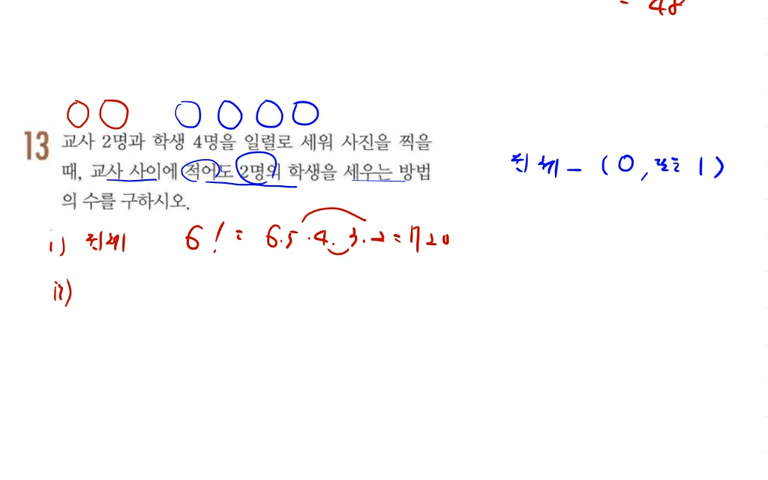 = 48
13 교사 2명과 학생 4명을 일렬로 세워 사진을 찍을
때, 교사 사이에 적어도 2명의 학생을 세우는 방법
의 수를 구하시오.
전체 - ( 0, 또는 1 )
i) 전체 6! = 6·5·4·3·2 = 720
ii)